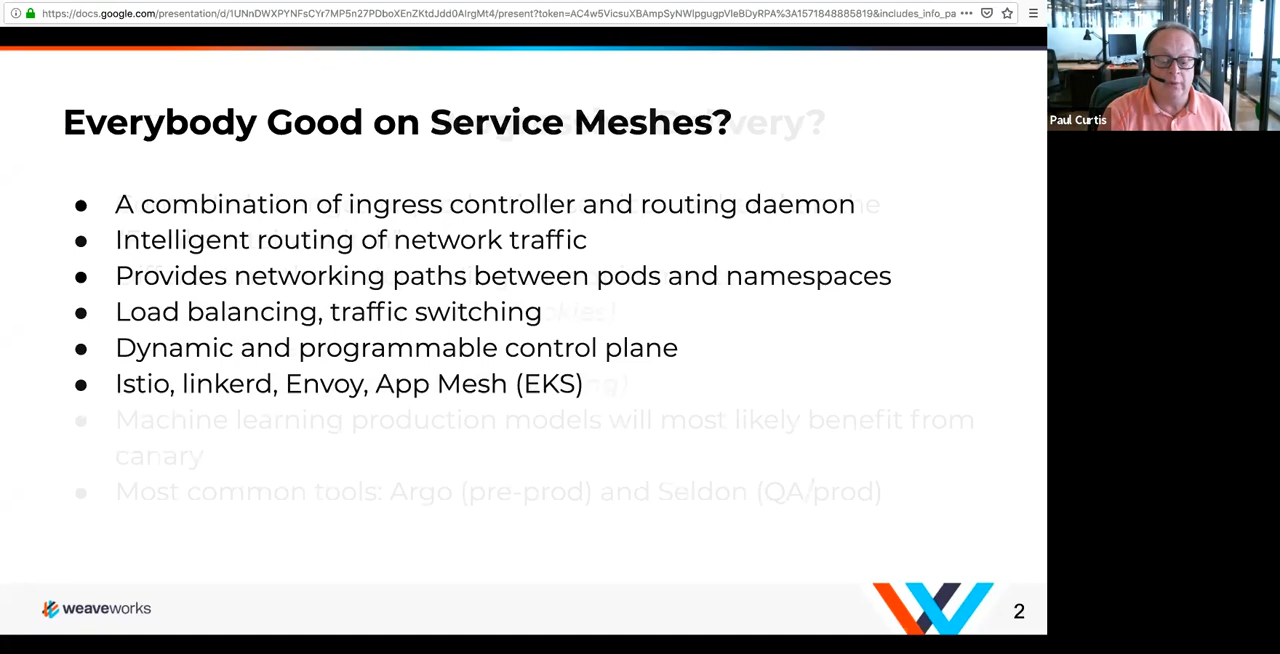 https://docs.google.com/presentation/d/1UNnDWXPYNFsCYr7MP5n27PDboXEnZKtdJdd0AIrgMt4/present?token=AC4w5VicsuXBAmpSyNWlpgugpVleBDyRPA%3A1571848885819&includes_info_pa
Paul Curtis
Everybody Good on Service Meshes?
● A combination of ingress controller and routing daemon
● Intelligent routing of network traffic
● Provides networking paths between pods and namespaces
● Load balancing, traffic switching
● Dynamic and programmable control plane
● Istio, linkerd, Envoy, App Mesh (EKS)
● Machine learning production models will most likely benefit from
canary
● Most common tools: Argo (pre-prod) and Seldon (QA/prod)
weaveworks
2